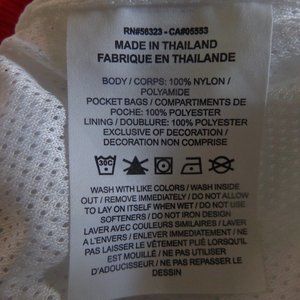 RN#56323 - CA#05553
MADE IN THAILAND
FABRIQUE EN THAILANDE
BODY / CORPS: 100% NYLON /
POLYAMIDE
POCKET BAGS / COMPARTIMENTS DE
POCHE: 100% POLYESTER
LINING / DOUBLURE: 100% POLYESTER
EXCLUSIVE OF DECORATION /
DECORATION NON COMPRISE
30C
WASH WITH LIKE COLORS / WASH INSIDE
OUT / REMOVE IMMEDIATELY / DO NOT ALLOW
TO LAY ON ITSELF WHEN WET / DO NOT USE
SOFTENERS / DO NOT IRON DESIGN
LAVER AVEC COULEURS SIMILAIRES / LAVER
A L'ENVERS / ENLEVER IMMEDIATEMENT / NE
PAS LAISSER LE VÊTEMENT PLIÉ LORSQU'IL
EST MOUILLÉ / NE PAS UTILISER
D'ADOUCISSEUR / NE PAS REPASSER LE
DESSIN